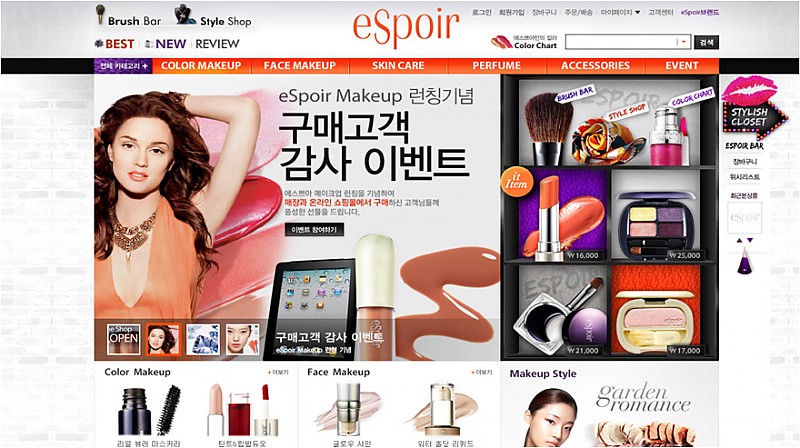 Brush Bar
Style Shop
BEST
NEW
REVIEW
eSpoir
로그인
회원가입
장바구니
주문/배송
마이페이지
고객센터
eSpoir브랜드
에스쁘아만의 컬러
Color Chart
검색
전체 카테고리 +
COLOR MAKEUP
FACE MAKEUP
SKIN CARE
PERFUME
ACCESSORIES
EVENT
eSpoir Makeup 런칭기념
구매고객
감사 이벤트
에스쁘아 메이크업 런칭을 기념하여
매장과 온라인 쇼핑몰에서 구매하신 고객님들께
풍성한 선물을 드립니다.
이벤트 참여하기
eShop
OPEN
구매고객 감사 이벤트
eSpoir Makeup 런칭 기념
BRUSH BAR
STYLE SHOP
COLOR CHART
it
Item
₩16,000
₩25,000
₩21,000
₩17,000
ESPOIR
STYLISH
CLOSET
ESPOIR BAR
장바구니
위시리스트
최근본상품
eSpoir
Color Makeup
+ 더보기
리얼 뷰러 마스카라
틴트&립밤듀오
Face Makeup
+ 더보기
글로우 샤인
워터 홀딩 리퀴드
Makeup Style
garden
romance